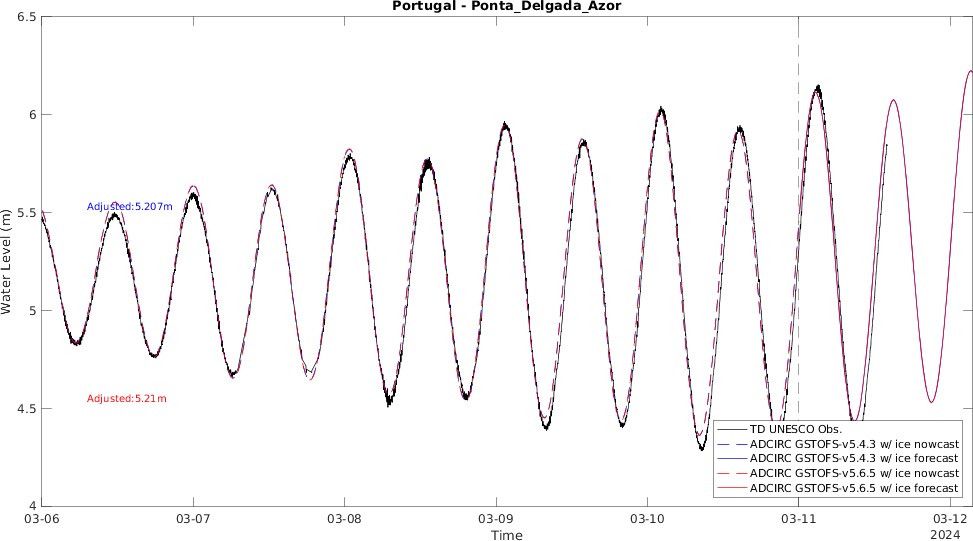 Portugal - Ponta_Delgada_Azor
6.5
6
5.5
5
4.5
4
Water Level (m)
Adjusted:5.207m
Adjusted:5.21m
TD UNESCO Obs.
ADCIRC GSTOFS-v5.4.3 w/ ice nowcast
ADCIRC GSTOFS-v5.4.3 w/ ice forecast
ADCIRC GSTOFS-v5.6.5 w/ ice nowcast
ADCIRC GSTOFS-v5.6.5 w/ ice forecast
03-06 03-07 03-08 03-09 03-10 03-11 03-12
Time
2024